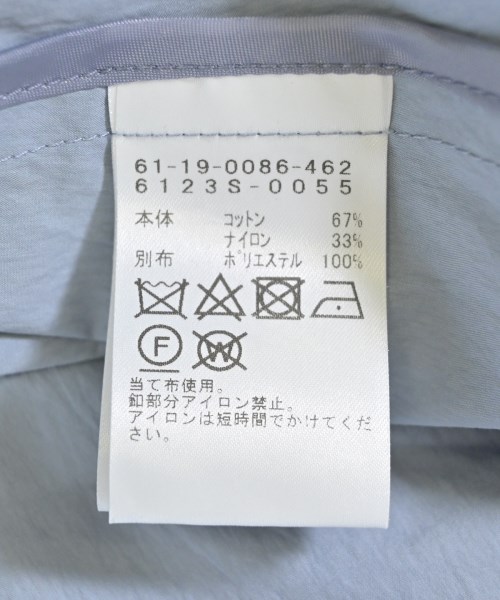 61-19-0086-462
6123S-0055
本体 コットン 67%
ナイロン 33%
別布 ポリエステル 100%
F W
当て布使用。
釦部分アイロン禁止。
アイロンは短時間でかけてくだ
さい。